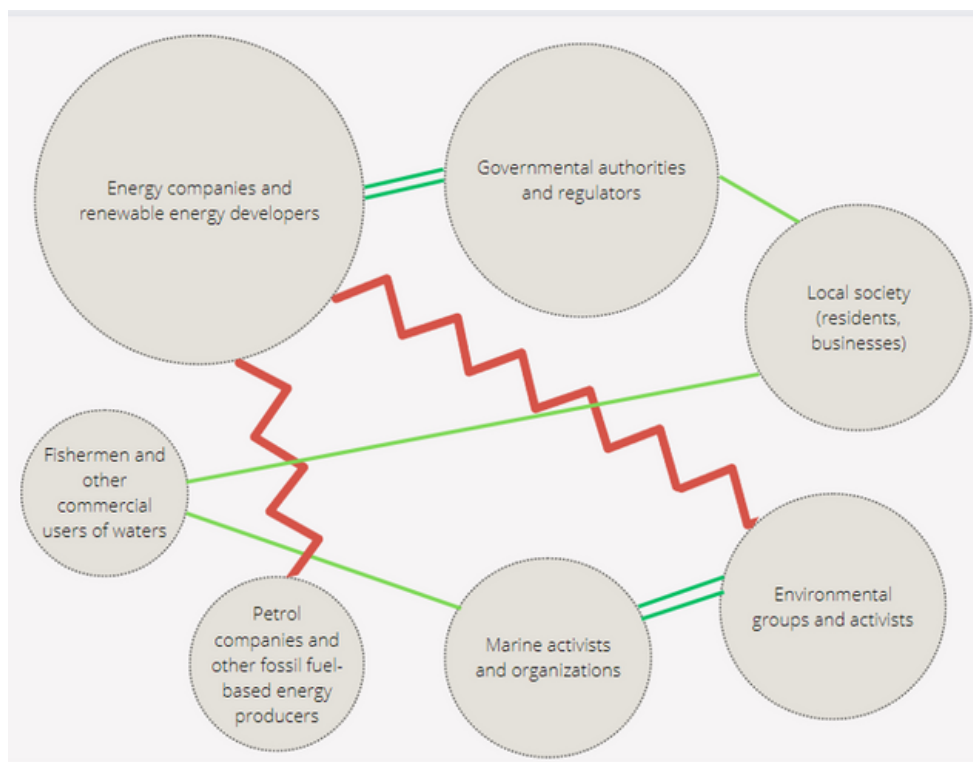 Energy companies and
renewable energy developers
Governmental authorities
and regulators
Local society
(residents,
businesses)
Fishermen and
other
commercial
users of waters
Petrol
companies and
other fossil fuel-
based energy
producers
Marine activists
and organizations
Environmental
groups and activists